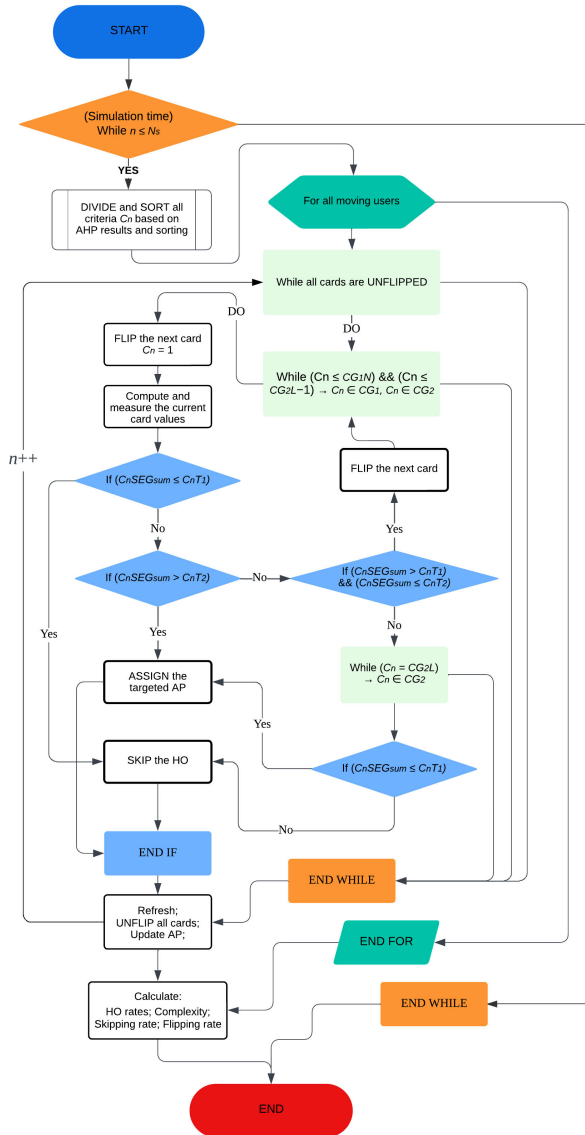 START
(Simulation time)
While n ≤ Ns
YES
DIVIDE and SORT all
criteria Cn based on
AHP results and sorting
For all moving users
While all cards are UNFLIPPED
DO
DO
FLIP the next card
Cn = 1
While (Cn ≤ CG1N) && (Cn ≤
CG2L−1) → Cn ∈ CG1, Cn ∈ CG2
Compute and
measure the current
card values
n++
FLIP the next card
If (CnSEGsum ≤ CnT1)
No
Yes
If (CnSEGsum > CnT2)
No
If (CnSEGsum > CnT1)
&& (CnSEGsum ≤ CnT2)
Yes
Yes
No
While (Cn = CG2L)
→ Cn ∈ CG2
ASSIGN the
targeted AP
Yes
SKIP the HO
If (CnSEGsum ≤ CnT1)
No
END IF
END WHILE
Refresh;
UNFLIP all cards;
Update AP;
END FOR
Calculate:
HO rates; Complexity;
Skipping rate; Flipping rate
END WHILE
END